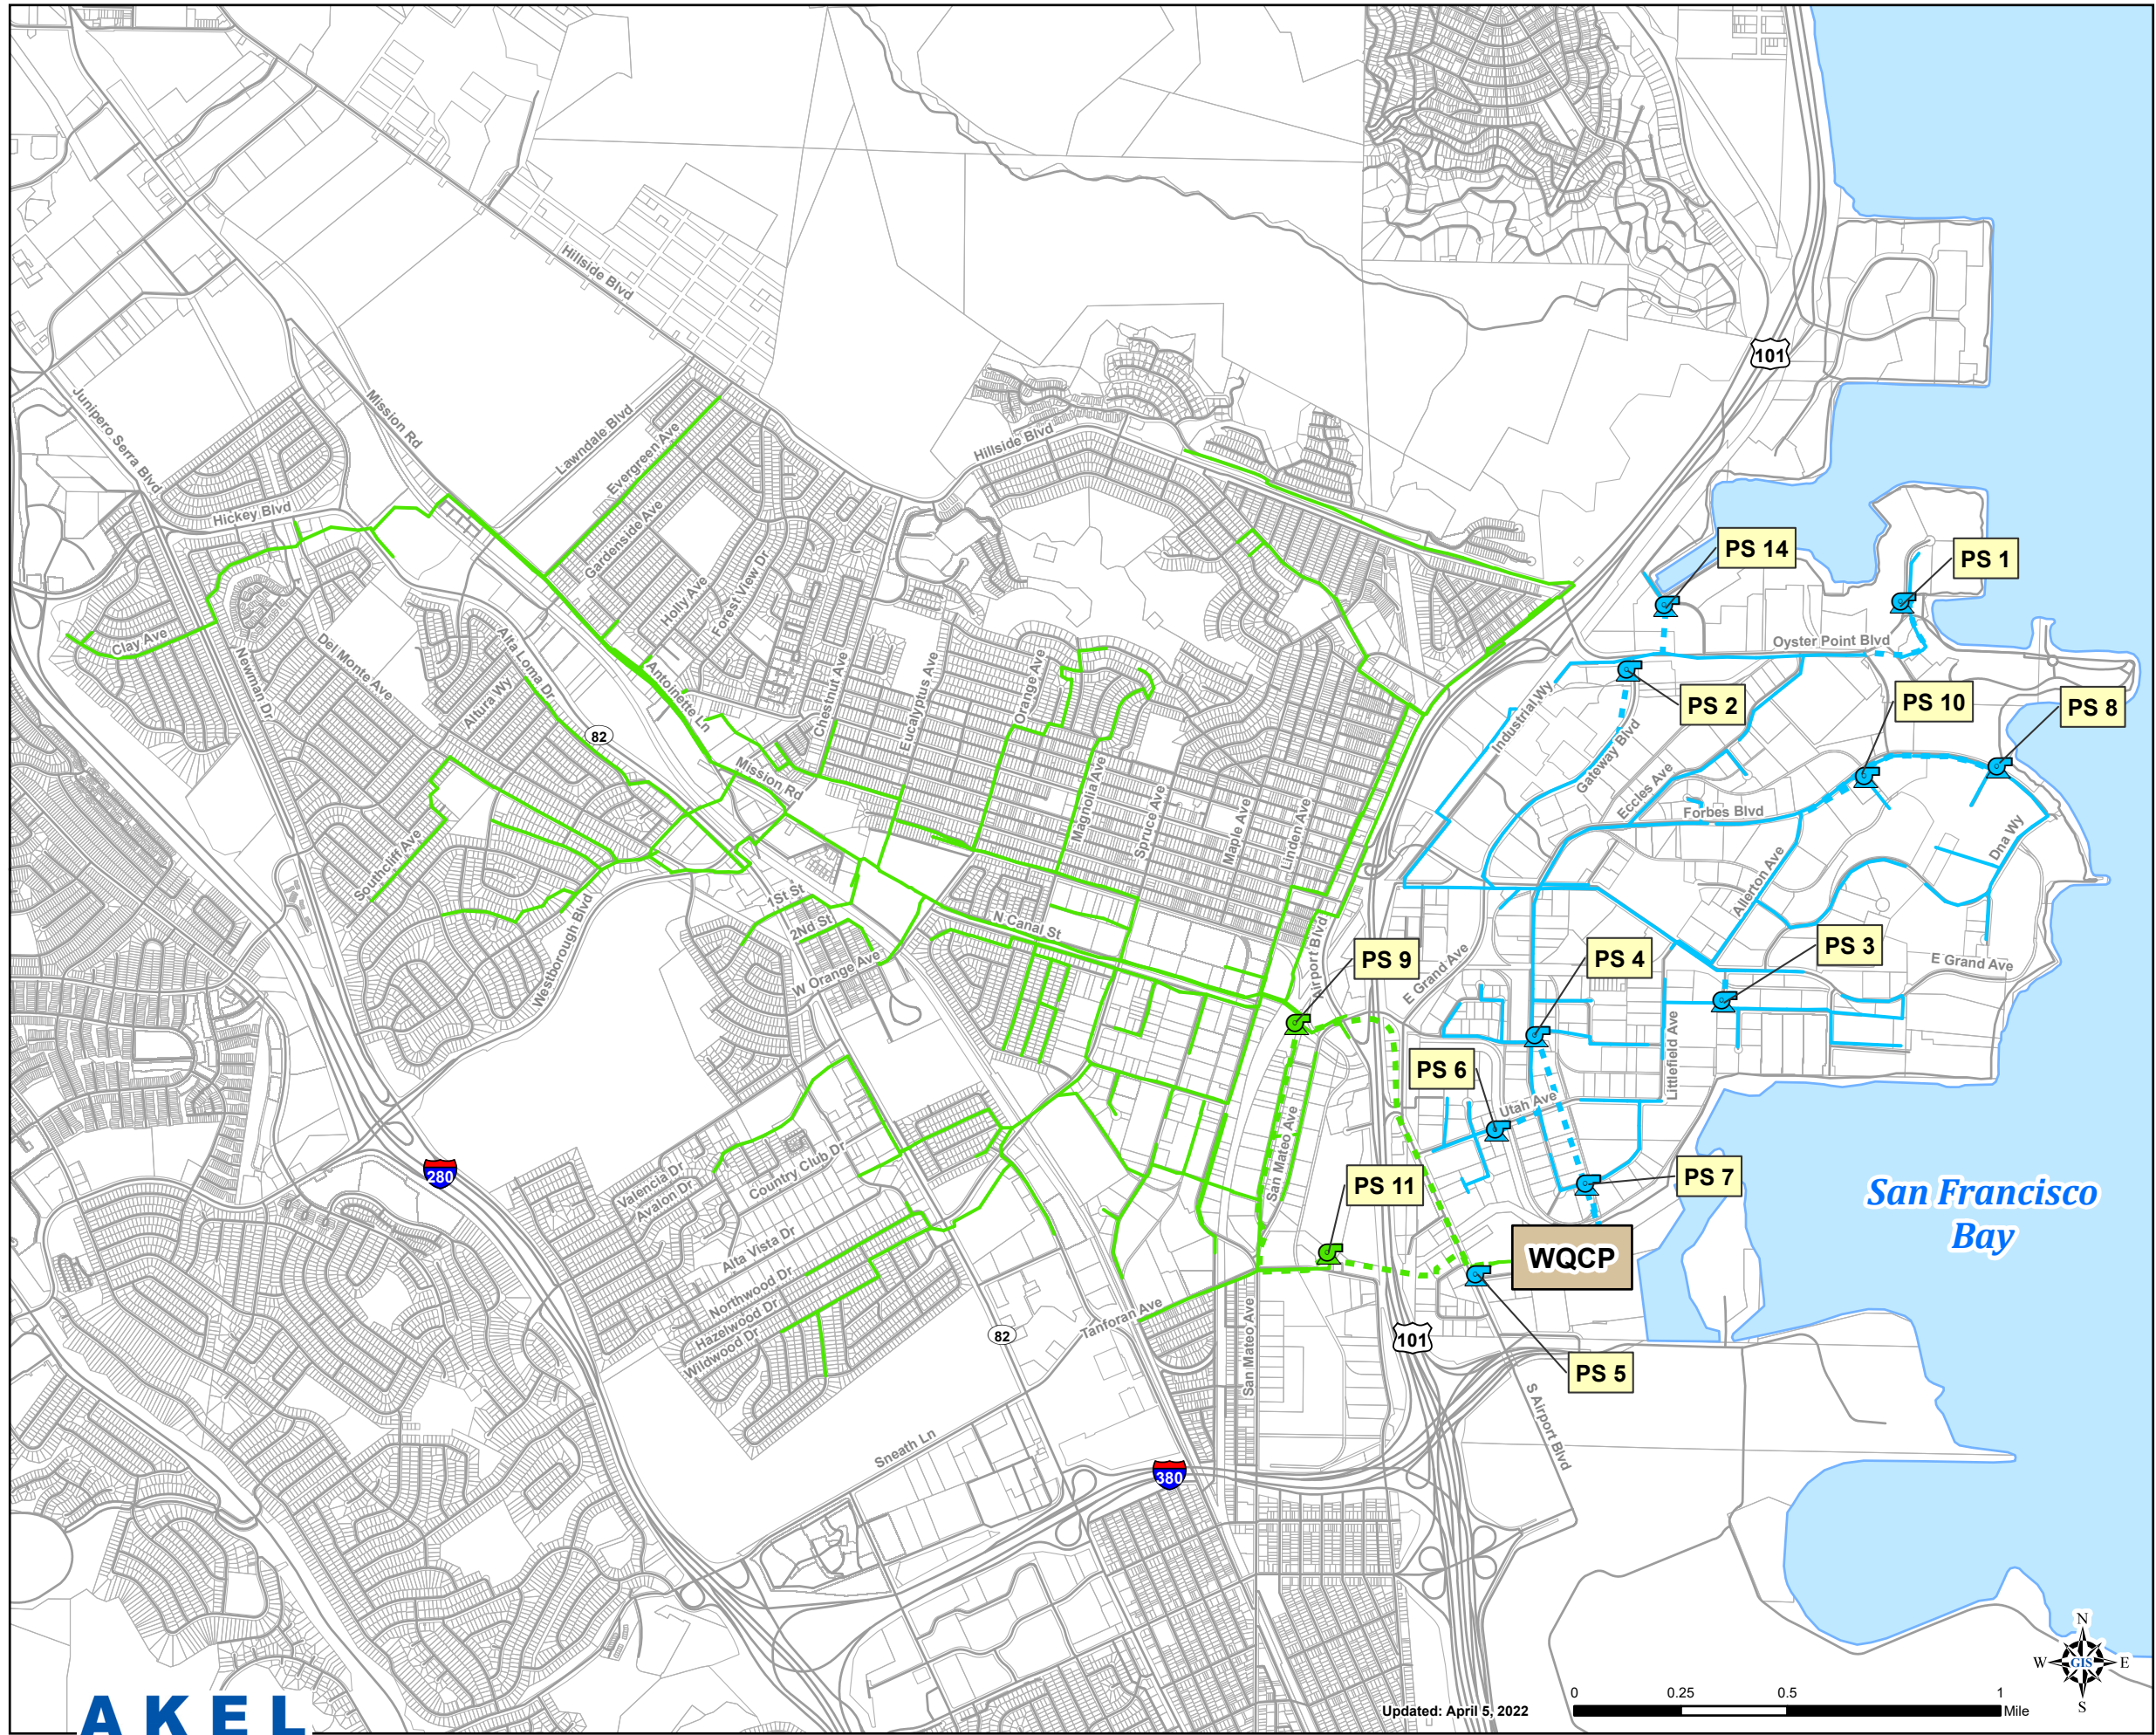 Hillside Blvd
101
Junipero Serra Blvd
Mission Rd
Lawndale Blvd
Evergreen Ave
Hillside Blvd
Hickey Blvd
Gardenside Ave
PS 14
PS 1
Holly Ave
Forest View Dr
Clay Ave
Newman Dr
Del Monte Ave
Alta Loma Dr
Altura Wy
Antoinette Ln
Chestnut Ave
Eucalyptus Ave
Orange Ave
Oyster Point Blvd
PS 2
PS 10
PS 8
Industrial Wy
Gateway Blvd
82
Mission Rd
Magnolia Ave
Spruce Ave
Maple Ave
Linden Ave
Eccles Ave
Forbes Blvd
Dna Wy
Southcliff Ave
Allerton Ave
1St St
2Nd St
N Canal St
Westborough Blvd
W Orange Ave
Airport Blvd
PS 9
E Grand Ave
PS 4
PS 3
E Grand Ave
Littlefield Ave
PS 6
Utah Ave
San Mateo Ave
280
Valencia Dr
Avalon Dr
Country Club Dr
PS 11
PS 7
San Francisco
Bay
Alta Vista Dr
WQCP
Northwood Dr
Hazelwood Dr
Wildwood Dr
Tanforan Ave
82
San Mateo Ave
101
PS 5
S Airport Blvd
Sneath Ln
380
N
W GIS E
S
0 0.25 0.5 1
Mile
Updated: April 5, 2022
AKEL